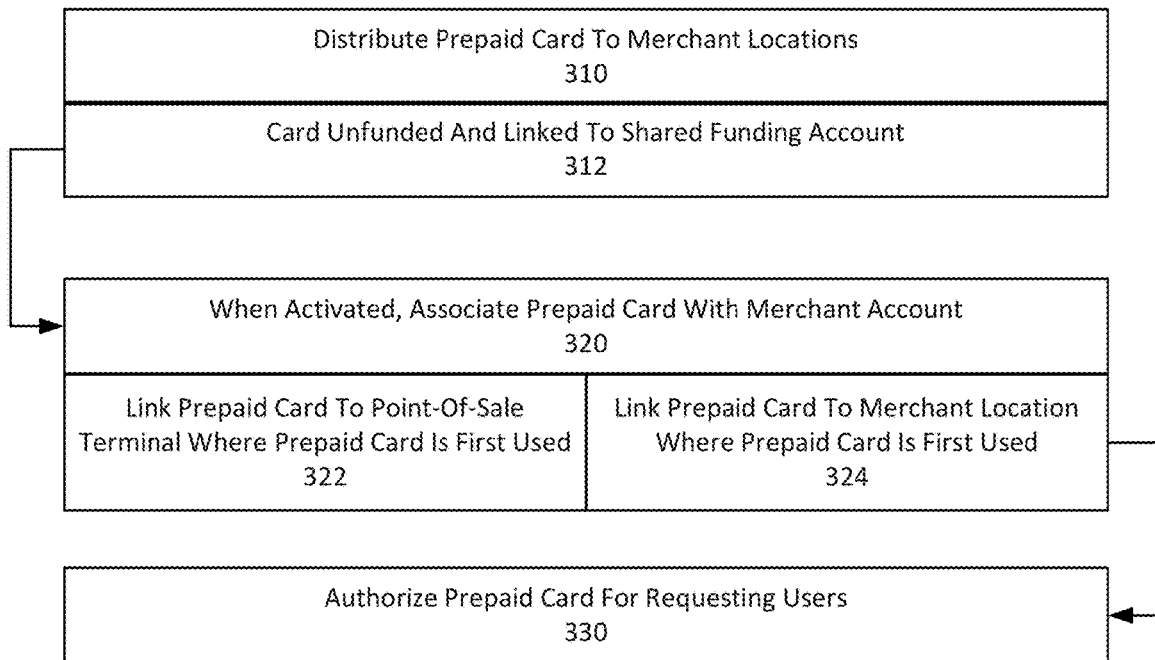 Distribute Prepaid Card To Merchant Locations
310
Card Unfunded And Linked To Shared Funding Account
312
When Activated, Associate Prepaid Card With Merchant Account
320
Link Prepaid Card To Point-Of-Sale
Terminal Where Prepaid Card Is First Used
322
Link Prepaid Card To Merchant Location
Where Prepaid Card Is First Used
324
Authorize Prepaid Card For Requesting Users
330